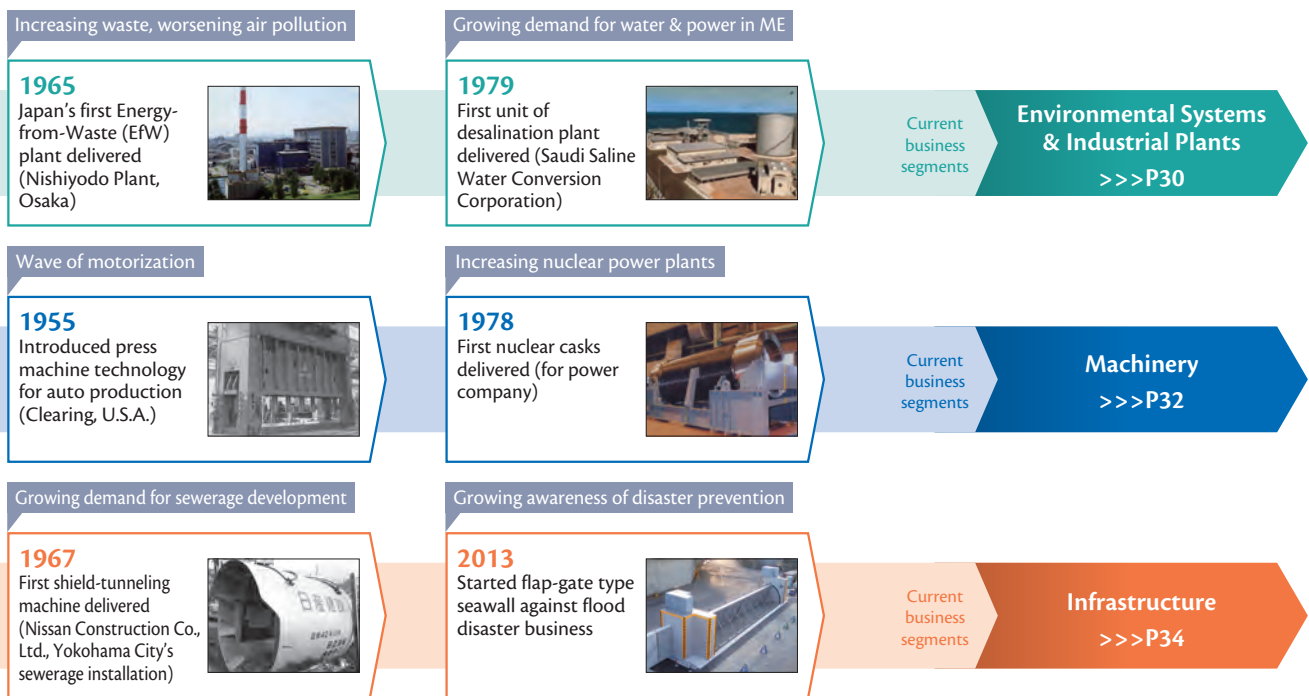 Increasing waste, worsening air pollution
1965
Japan's first Energy-
from-Waste (EfW)
plant delivered
(Nishiyodo Plant,
Osaka)
Growing demand for water & power in ME
1979
First unit of
desalination plant
delivered (Saudi Saline
Water Conversion
Corporation)
Current
business
segments
Environmental Systems
& Industrial Plants
>>>P30
Wave of motorization
1955
Introduced press
machine technology
for auto production
(Clearing, U.S.A.)
Increasing nuclear power plants
1978
First nuclear casks
delivered (for power
company)
Current
business
segments
Machinery
>>>P32
Growing demand for sewerage development
1967
First shield-tunneling
machine delivered
(Nissan Construction Co.,
Ltd., Yokohama City's
sewerage installation)
Growing awareness of disaster prevention
2013
Started flap-gate type
seawall against flood
disaster business
Current
business
segments
Infrastructure
>>>P34